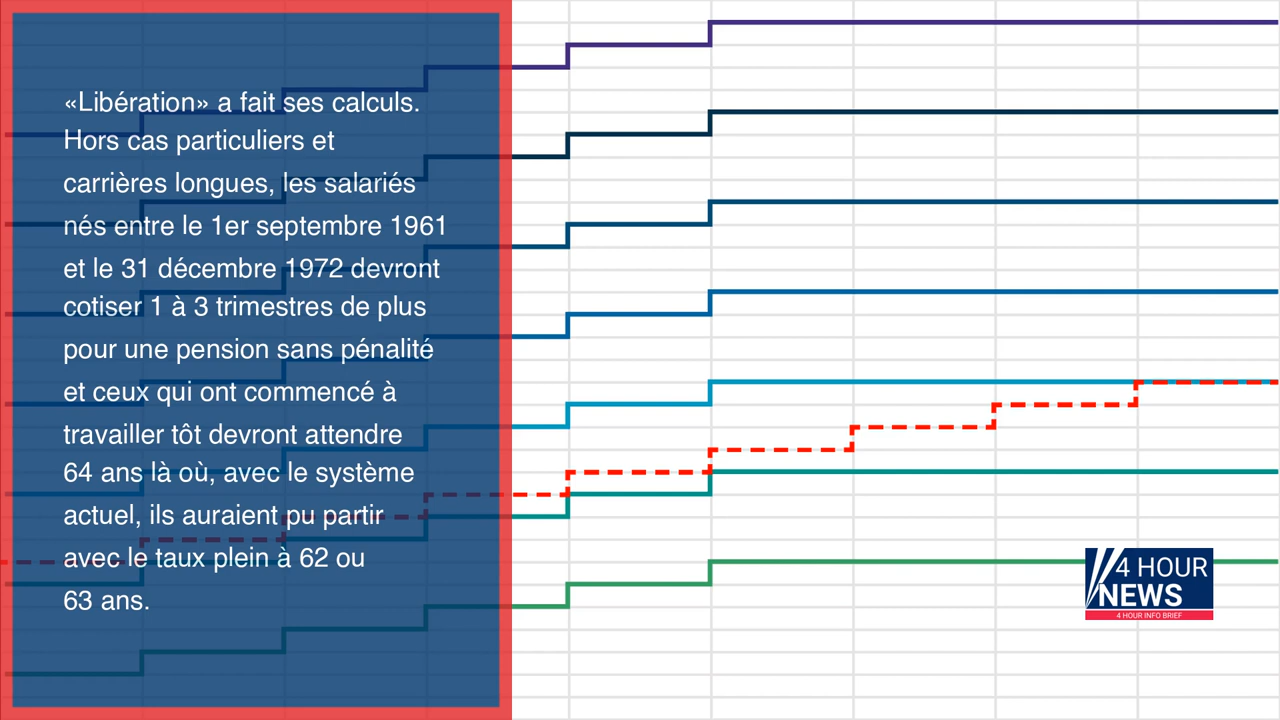 «Libération» a fait ses calculs.
Hors cas particuliers et
carrières longues, les salariés
nés entre le 1er septembre 1961
et le 31 décembre 1972 devront
cotiser 1 à 3 trimestres de plus
pour une pension sans pénalité
et ceux qui ont commencé à
travailler tôt devront attendre
64 ans là où, avec le système
actuel, ils auraient pu partir
avec le taux plein à 62 ou
63 ans.
4 HOUR
NEWS
4 HOUR INFO BRIEF